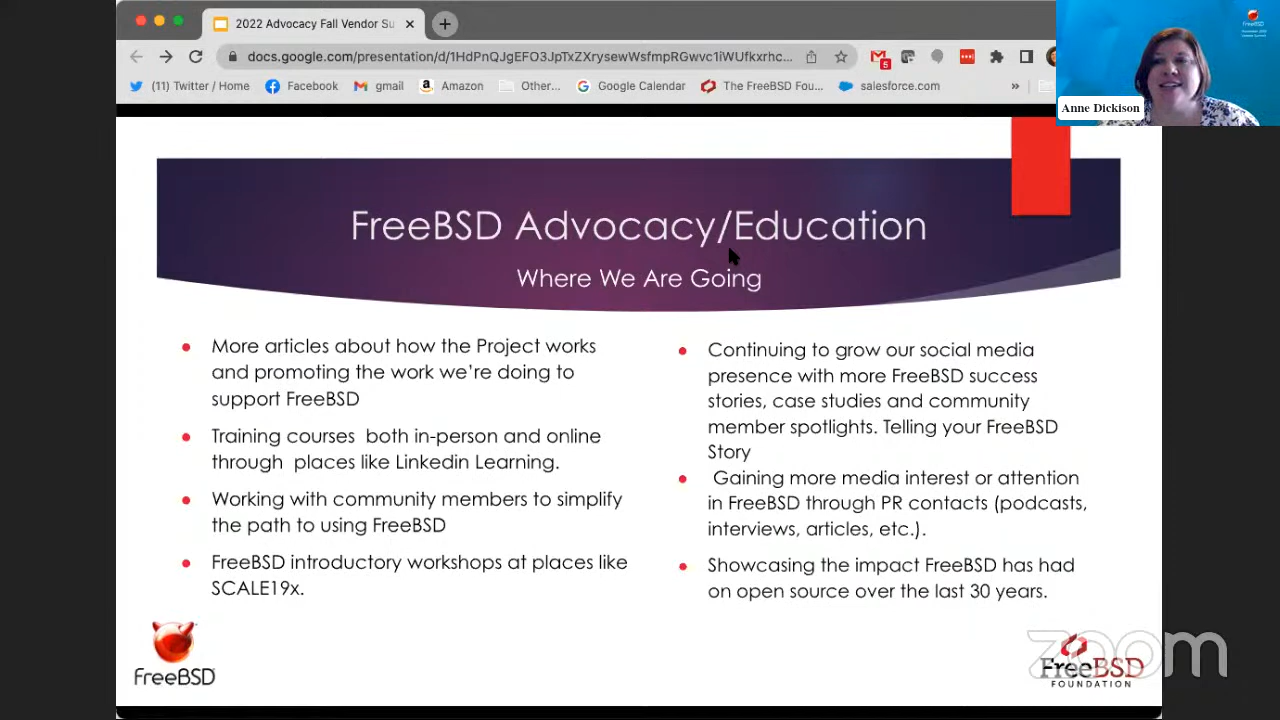 2022 Advocacy Fall Vendor Su
docs.google.com/presentation/d/1HdPnQJgEFO3JpTxZXrysewWsfmpRGwvc1iWUfkxrhc...
5
(11) Twitter / Home
Facebook
gmail
Amazon
Other...
Google Calendar
The FreeBSD Fou...
salesforce.com
»
FreeBSD
Anne Dickison
FreeBSD Advocacy/Education
Where We Are Going
More articles about how the Project works
and promoting the work we're doing to
support FreeBSD
Training courses both in-person and online
through places like Linkedin Learning.
Working with community members to simplify
the path to using FreeBSD
FreeBSD introductory workshops at places like
SCALE19x.
Continuing to grow our social media
presence with more FreeBSD success
stories, case studies and community
member spotlights. Telling your FreeBSD
Story
Gaining more media interest or attention
in FreeBSD through PR contacts (podcasts,
interviews, articles, etc.).
Showcasing the impact FreeBSD has had
on open source over the last 30 years.
FreeBSD
FreeBSD
FOUNDATION
zoom